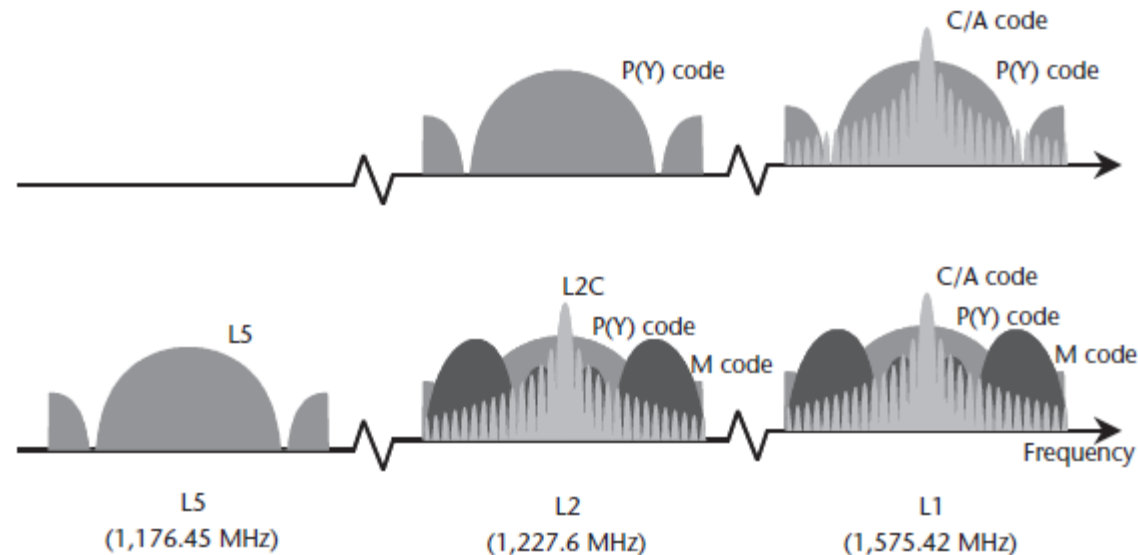 C/A code
P(Y) code
P(Y) code
C/A code
L2C
P(Y) code
P(Y) code
L5
M code
M code
Frequency
L5
L2
L1
(1,176.45 MHz)
(1,227.6 MHz)
(1,575.42 MHz)